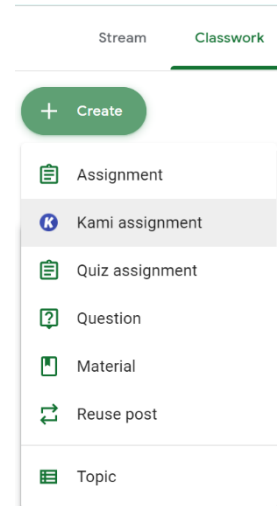 Stream Classwork
+ Create
Assignment
Kami assignment
Quiz assignment
Question
Material
Reuse post
Topic